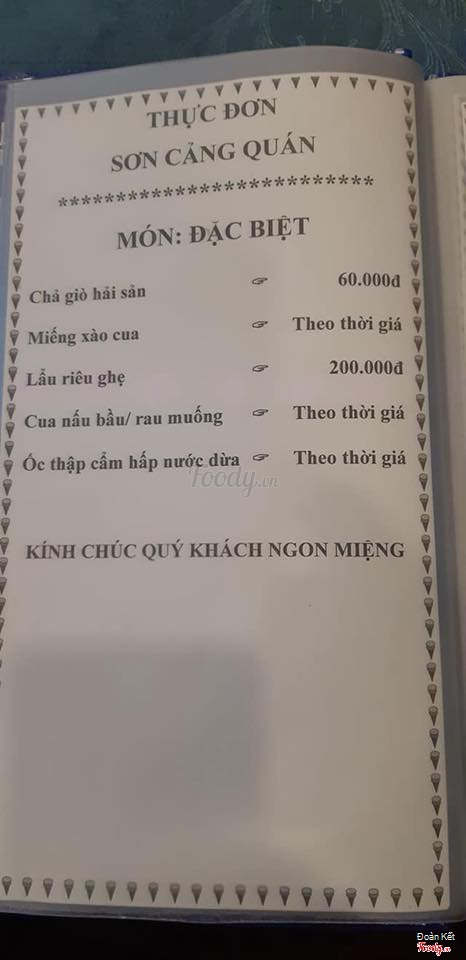 THỰC ĐƠN
SƠN CẢNG QUÁN
***************************
MÓN: ĐẶC BIỆT
Chả giò hải sản ☞ 60.000đ
Miếng xào cua ☞ Theo thời giá
Lẩu riêu ghẹ ☞ 200.000đ
Cua nấu bầu/ rau muống ☞ Theo thời giá
Ốc thập cẩm hấp nước dừa ☞ Theo thời giá
Foody.vn
KÍNH CHÚC QUÝ KHÁCH NGON MIỆNG
Đoàn Kết
Foody.vn